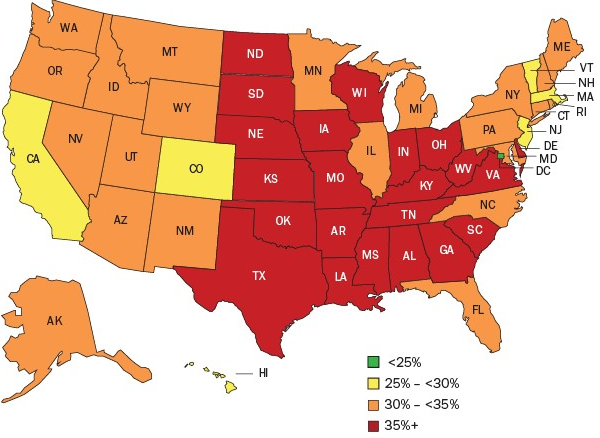 WA
MT
ND
MN
ME
OR
ID
SD
WI
MI
NY
VT
NH
MA
RI
CT
WY
NE
IA
PA
NJ
NV
UT
CO
IL
IN
OH
DE
MD
DC
CA
KS
MO
WV
VA
KY
NC
AZ
NM
OK
AR
TN
SC
TX
LA
MS
AL
GA
FL
AK
HI
<25%
25% – <30%
30% – <35%
35%+